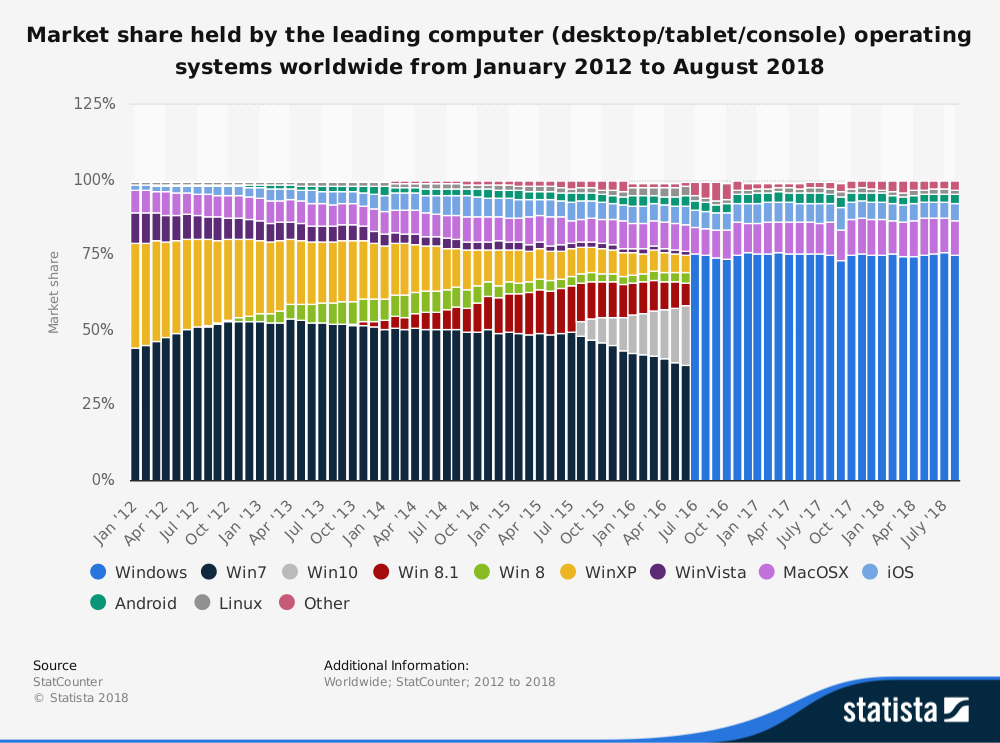 Market share held by the leading computer (desktop/tablet/console) operating
systems worldwide from January 2012 to August 2018
125%
100%
75%
50%
25%
0%
Market share
Jan '12
Apr '12
Jul '12
Oct '12
Jan '13
Apr '13
Jul '13
Oct '13
Jan '14
Apr '14
Jul '14
Oct '14
Jan '15
Apr '15
Jul '15
Oct '15
Jan '16
Apr '16
Jul '16
Oct '16
Jan '17
Apr '17
July '17
Oct '17
Jan '18
Apr '18
July '18
Windows Win7 Win10 Win 8.1 Win 8 WinXP WinVista MacOSX iOS
Android Linux Other
Source
StatCounter
© Statista 2018
Additional Information:
Worldwide; StatCounter; 2012 to 2018
statista